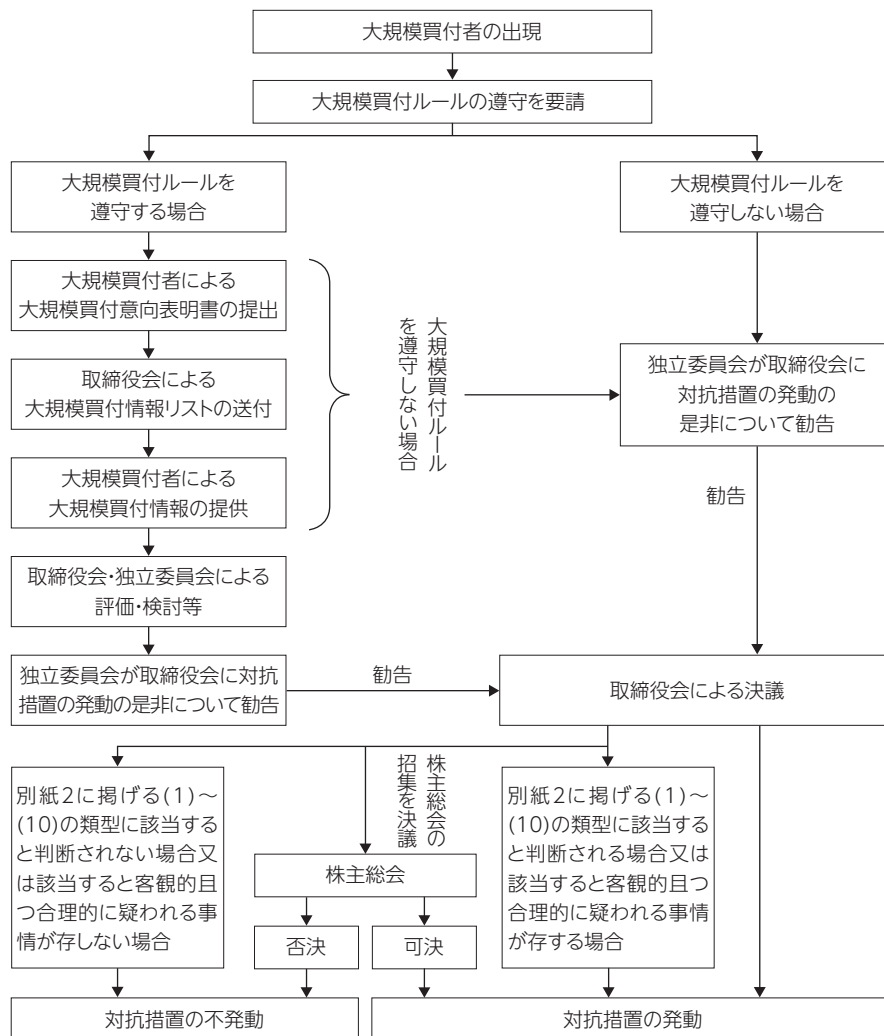 大規模買付者の出現
大規模買付ルールの遵守を要請
大規模買付ルールを
遵守する場合
大規模買付ルールを
遵守しない場合
大規模買付者による
大規模買付意向表明書の提出
取締役会による
大規模買付情報リストの送付
大規模買付者による
大規模買付情報の提供
大規模買付ルール
を遵守しない場合
独立委員会が取締役会に
対抗措置の発動の
是非について勧告
勧告
取締役会・独立委員会による
評価・検討等
独立委員会が取締役会に対抗
措置の発動の是非について勧告
勧告
取締役会による決議
別紙2に掲げる(1)～
(10)の類型に該当する
と判断されない場合又
は該当すると客観的且
つ合理的に疑われる事
情が存しない場合
株主総会の
招集を決議
株主総会
否決
可決
別紙2に掲げる(1)～
(10)の類型に該当する
と判断される場合又は
該当すると客観的且つ
合理的に疑われる事情
が存する場合
対抗措置の不発動
対抗措置の発動